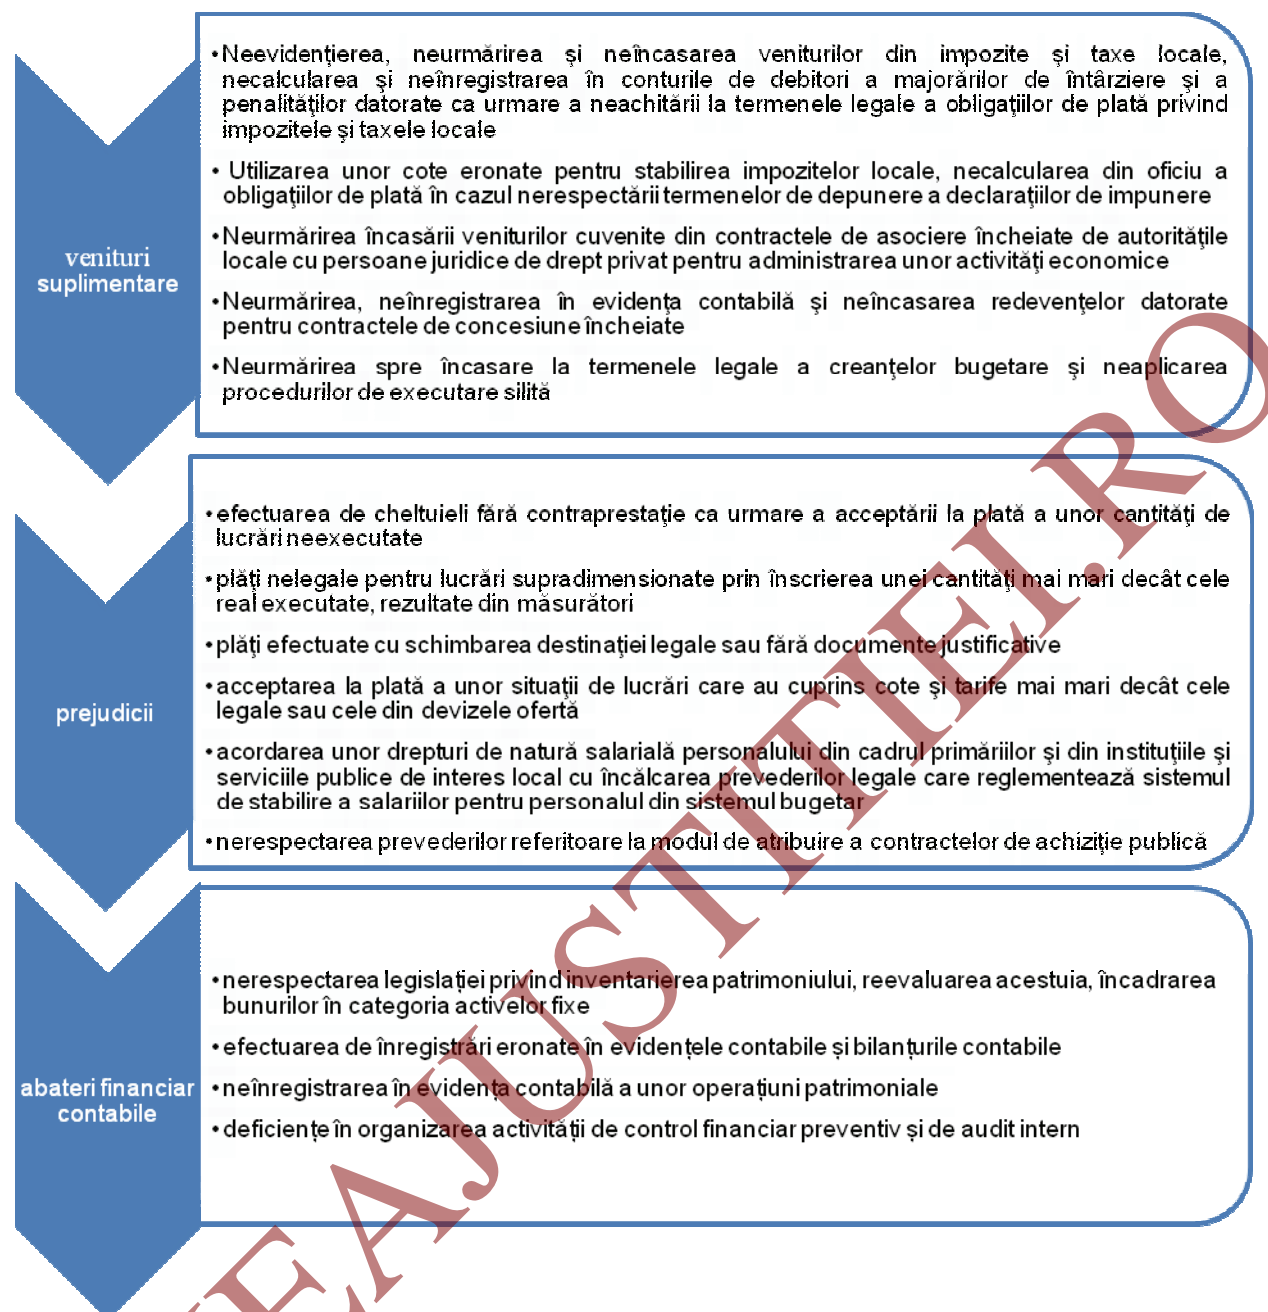 venituri
suplimentare
•Neevidenţierea, neurmărirea şi neîncasarea veniturilor din impozite şi taxe locale,
necalcularea şi neînregistrarea în conturile de debitori a majorărilor de întârziere şi a
penalităţilor datorate ca urmare a neachitării la termenele legale a obligaţiilor de plată privind
impozitele şi taxele locale
• Utilizarea unor cote eronate pentru stabilirea impozitelor locale, necalcularea din oficiu a
obligaţiilor de plată în cazul nerespectării termenelor de depunere a declaraţiilor de impunere
•Neurmărirea încasării veniturilor cuvenite din contractele de asociere încheiate de autorităţile
locale cu persoane juridice de drept privat pentru administrarea unor activităţi economice
•Neurmărirea, neînregistrarea în evidenţa contabilă şi neîncasarea redevenţelor datorate
pentru contractele de concesiune încheiate
•Neurmărirea spre încasare la termenele legale a creanţelor bugetare şi neaplicarea
procedurilor de executare silită
prejudicii
•efectuarea de cheltuieli fără contraprestaţie ca urmare a acceptării la plată a unor cantităţi de
lucrări neexecutate
•plăţi nelegale pentru lucrări supradimensionate prin înscrierea unei cantităţi mai mari decât cele
real executate, rezultate din măsurători
•plăţi efectuate cu schimbarea destinaţiei legale sau fără documente justificative
•acceptarea la plată a unor situaţii de lucrări care au cuprins cote şi tarife mai mari decât cele
legale sau cele din devizele ofertă
•acordarea unor drepturi de natură salarială personalului din cadrul primăriilor şi din instituţiile şi
serviciile publice de interes local cu încălcarea prevederilor legale care reglementează sistemul
de stabilire a salariilor pentru personalul din sistemul bugetar
•nerespectarea prevederilor referitoare la modul de atribuire a contractelor de achiziţie publică
abateri financiar
contabile
•nerespectarea legislaţiei privind inventarierea patrimoniului, reevaluarea acestuia, încadrarea
bunurilor în categoria activelor fixe
•efectuarea de înregistrări eronate în evidențele contabile și bilanțurile contabile
•neînregistrarea în evidența contabilă a unor operațiuni patrimoniale
•deficiențe în organizarea activității de control financiar preventiv și de audit intern
EAJUSTITIEI.RO